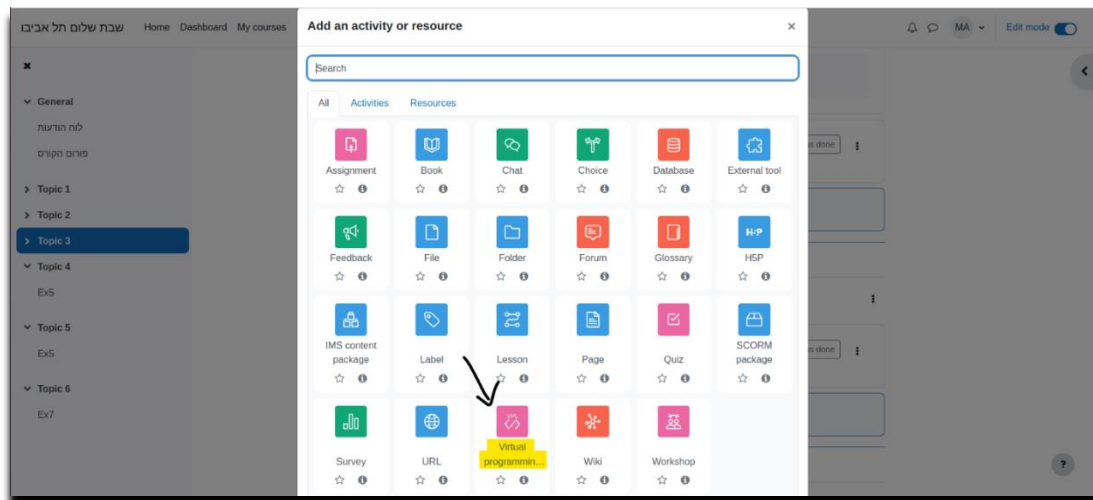 שבת שלום תל אביבו Home Dashboard My courses
MA Edit mode
Add an activity or resource
Search
All Activities Resources
General
לוח הודעות
פורום הקורס
Topic 1
Topic 2
Topic 3
Topic 4
Ex5
Topic 5
Ex5
Topic 6
Ex7
Assignment Book Chat Choice Database External tool
Feedback File Folder Forum Glossary H5P
IMS content package Label Lesson Page Quiz SCORM package
Survey URL Virtual programmin... Wiki Workshop
done
done
?